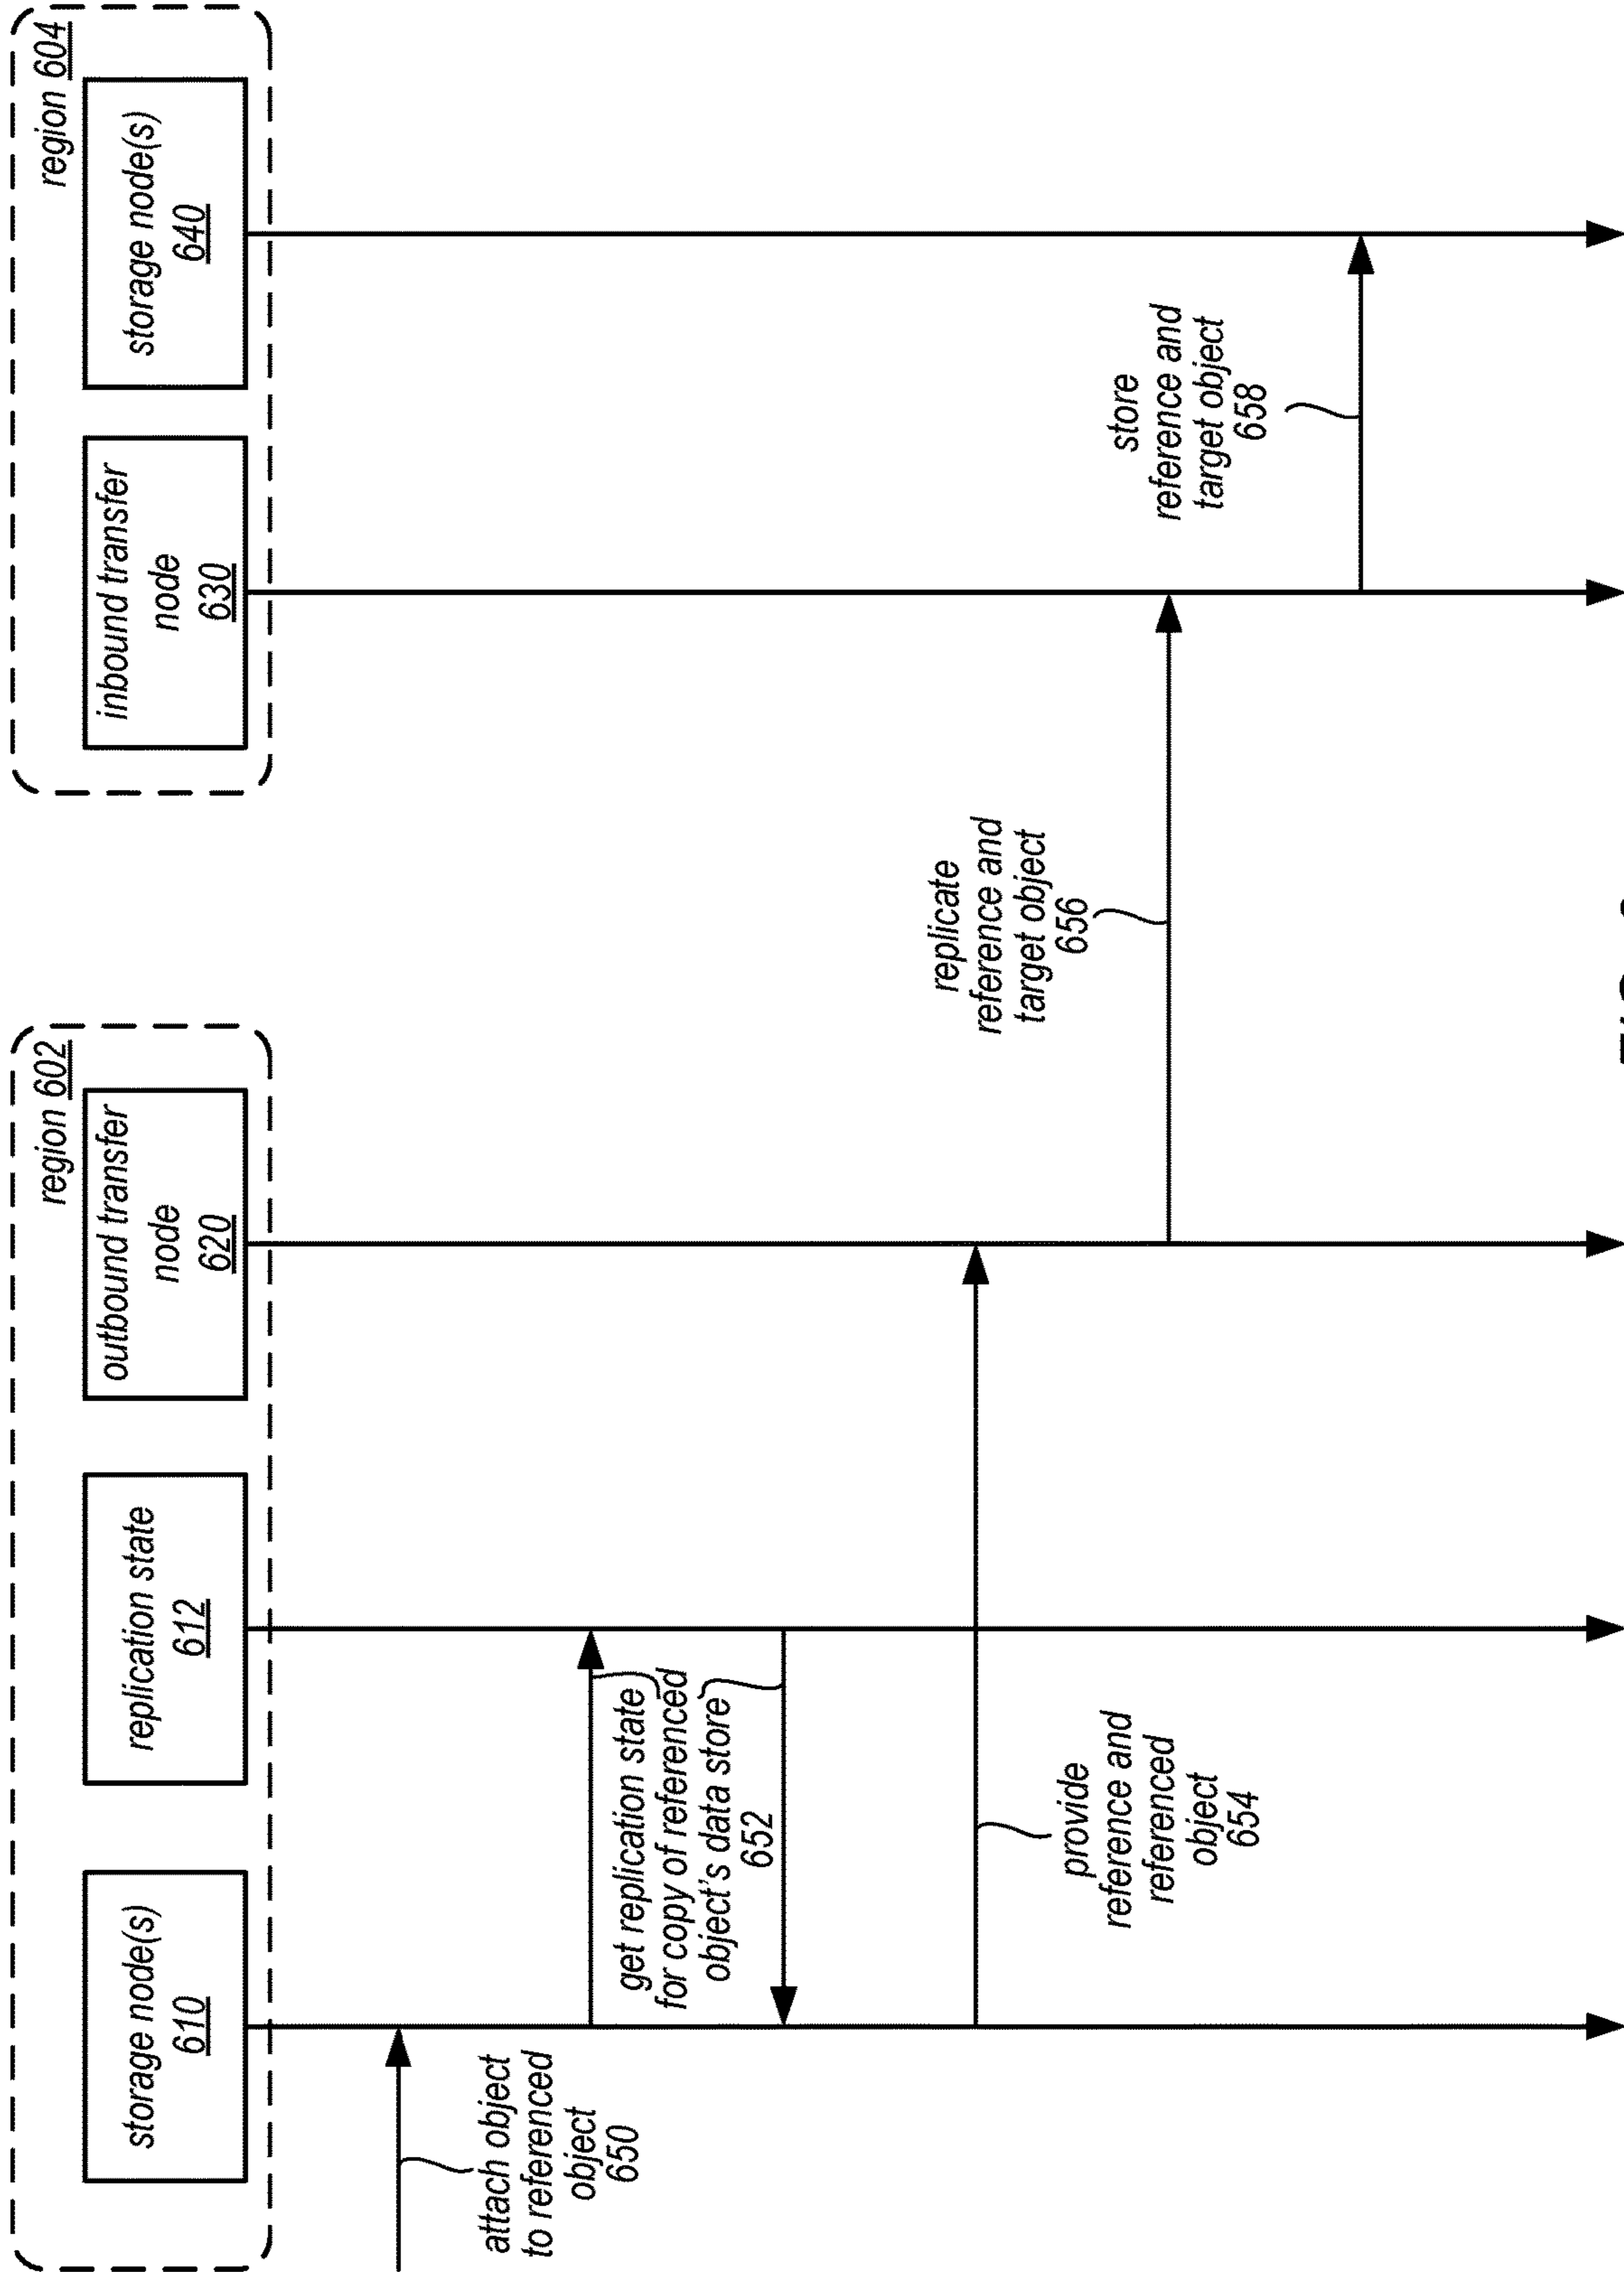 region 602
storage node(s)
610
replication state
612
outbound transfer
node
620
region 604
inbound transfer
node
630
storage node(s)
640
attach object
to referenced
object
650
get replication state
for copy of referenced
object's data store
652
provide
reference and
referenced
object
654
replicate
reference and
target object
656
store
reference and
target object
658